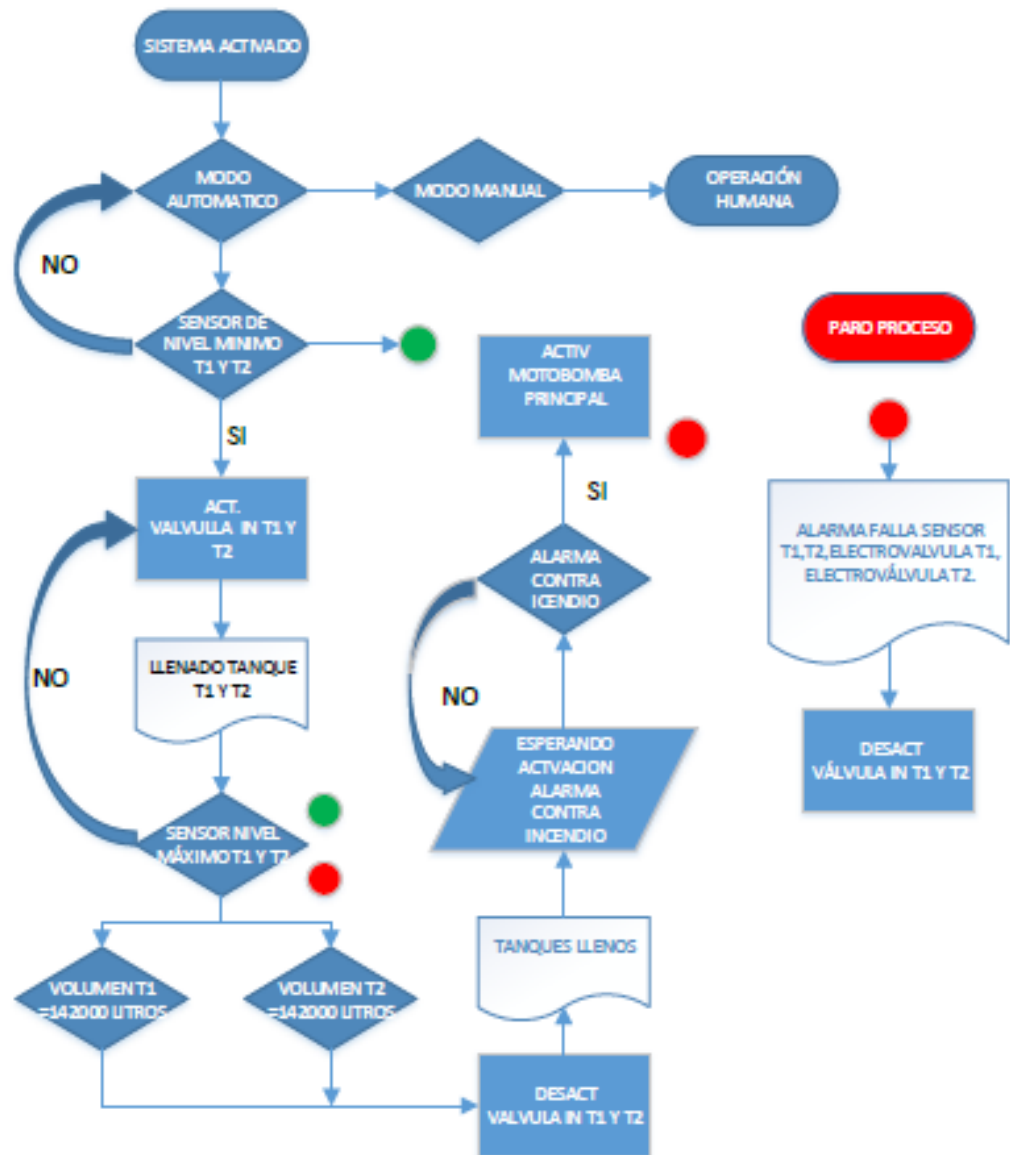 SISTEMA ACTIVADO
MODO
AUTOMATICO
MODO MANUAL
OPERACIÓN
HUMANA
NO
SENSOR DE
NIVEL MINIMO
T1 Y T2
SI
ACT.
VALVULLA IN T1 Y
T2
LLENADO TANQUE
T1 Y T2
NO
SENSOR NIVEL
MÁXIMO T1 Y T2
VOLUMEN T1
=142000 LITROS
VOLUMEN T2
=142000 LITROS
DESACT
VALVULA IN T1 Y T2
TANQUES LLENOS
ESPERANDO
ACTVACION
ALARMA
CONTRA
INCENDIO
NO
ALARMA
CONTRA
ICENDIO
SI
ACTIV
MOTOBOMBA
PRINCIPAL
PARO PROCESO
ALARMA FALLA SENSOR
T1,T2,ELECTROVALVULA T1,
ELECTROVÁLVULA T2.
DESACT
VÁLVULA IN T1 Y T2